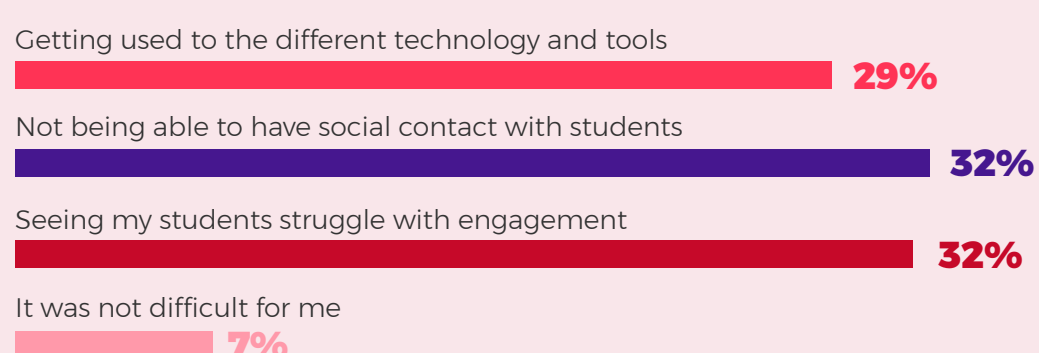 Getting used to the different technology and tools
29%
Not being able to have social contact with students
32%
Seeing my students struggle with engagement
32%
It was not difficult for me
7%